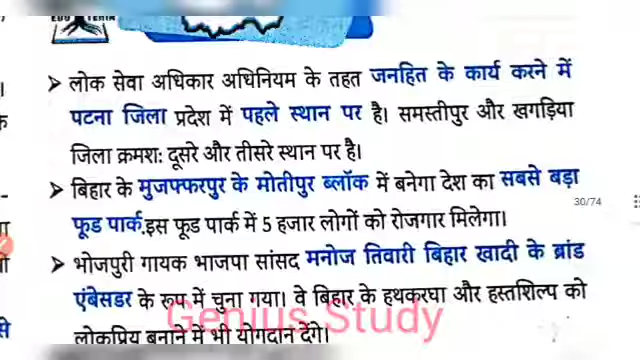 EDU TERIA
➢ लोक सेवा अधिकार अधिनियम के तहत जनहित के कार्य करने में
पटना जिला प्रदेश में पहले स्थान पर है। समस्तीपुर और खगड़िया
जिला क्रमश: दूसरे और तीसरे स्थान पर है।
➢ बिहार के मुजफ्फरपुर के मोतीपुर ब्लॉक में बनेगा देश का सबसे बड़ा
फूड पार्क.इस फूड पार्क में 5 हजार लोगों को रोजगार मिलेगा।
30/74
➢ भोजपुरी गायक भाजपा सांसद मनोज तिवारी बिहार खादी के ब्रांड
एंबेसडर के रूप में चुना गया। वे बिहार के हथकरघा और हस्तशिल्प को
Genius Study
लोकप्रिय बनाने में भी योगदान देंगे।